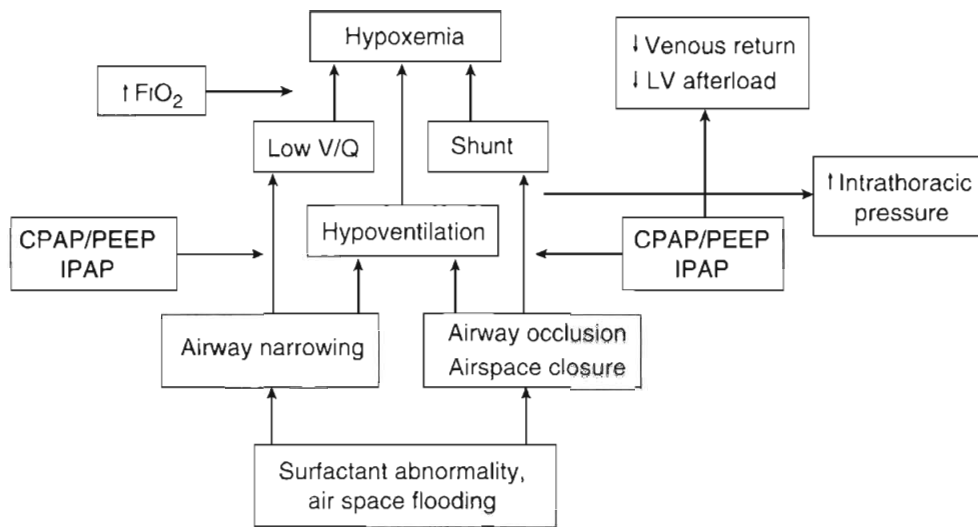 Hypoxemia
↓ Venous return
↓ LV afterload
↑ FIO₂
Low V/Q
Shunt
↑ Intrathoracic
pressure
Hypoventilation
CPAP/PEEP
IPAP
CPAP/PEEP
IPAP
Airway narrowing
Airway occlusion
Airspace closure
Surfactant abnormality,
air space flooding